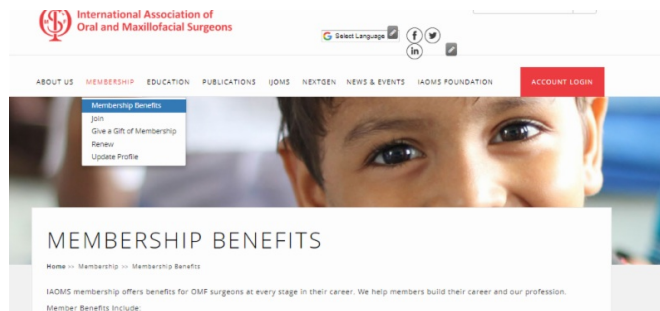 International Association of
Oral and Maxillofacial Surgeons
Select Language
ABOUT US MEMBERSHIP EDUCATION PUBLICATIONS IJOMS NEXTGEN NEWS & EVENTS IAOMS FOUNDATION ACCOUNT LOGIN
Membership Benefits
Join
Give a Gift of Membership
Renew
Update Profile
MEMBERSHIP BENEFITS
Home >> Membership >> Membership Benefits
IAOMS membership offers benefits for OMF surgeons at every stage in their career. We help members build their career and our profession.
Member Benefits Include: